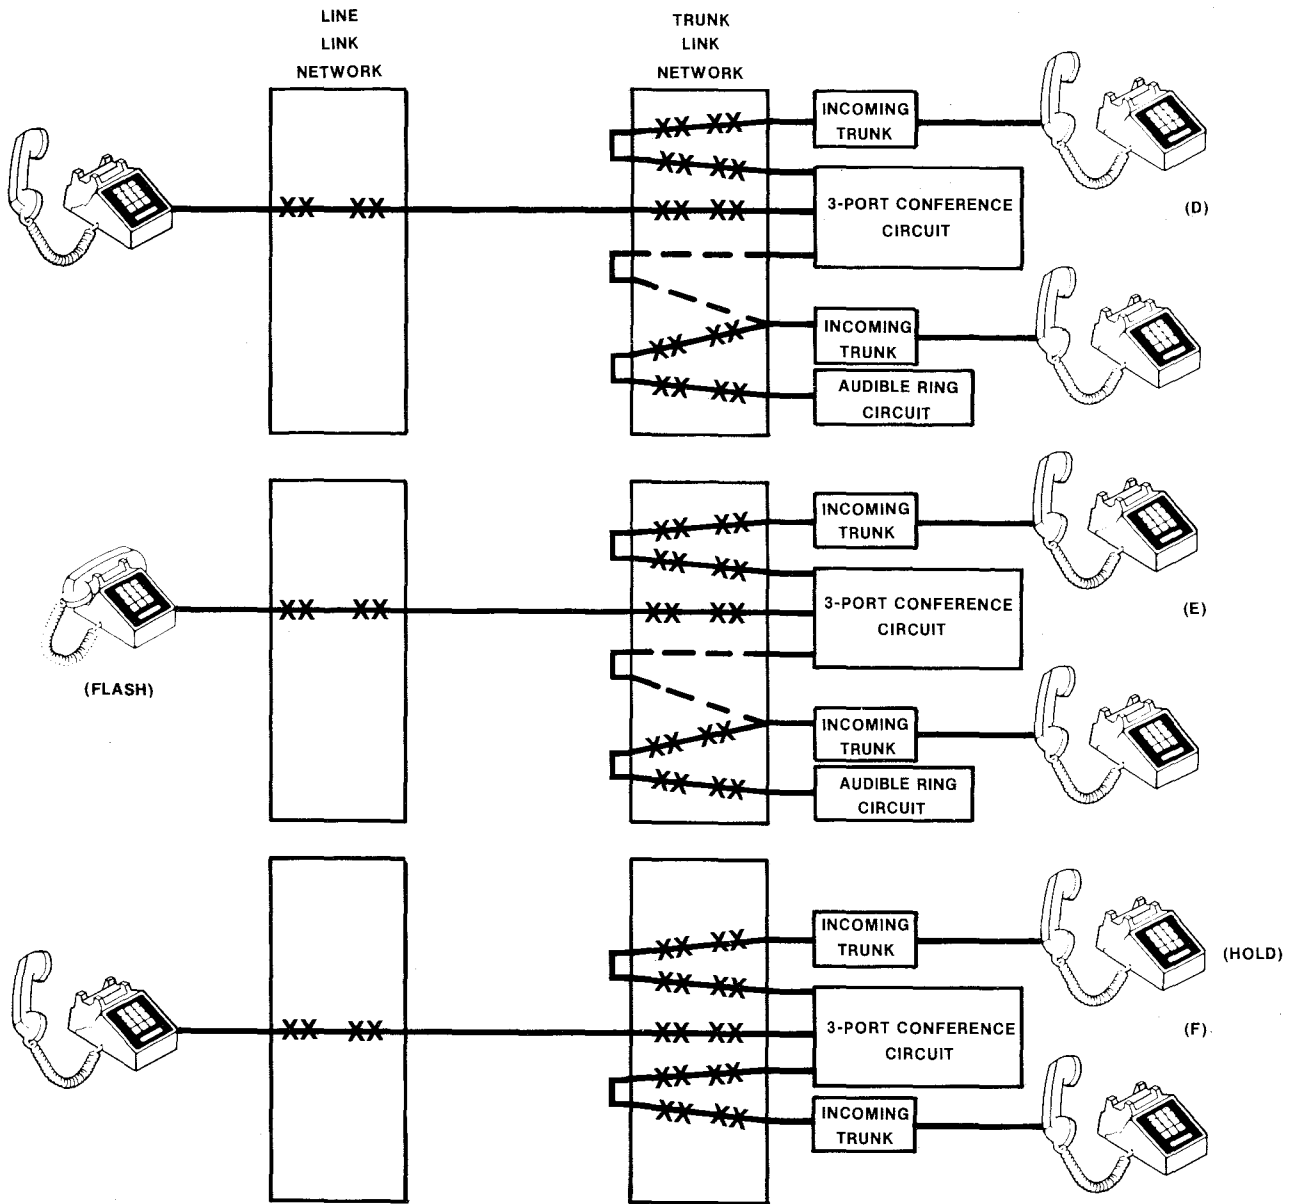 LINE
LINK
NETWORK
TRUNK
LINK
NETWORK
INCOMING
TRUNK
3-PORT CONFERENCE
CIRCUIT
(D)
INCOMING
TRUNK
AUDIBLE RING
CIRCUIT
INCOMING
TRUNK
3-PORT CONFERENCE
CIRCUIT
(E)
(FLASH)
INCOMING
TRUNK
AUDIBLE RING
CIRCUIT
INCOMING
TRUNK
(HOLD)
3-PORT CONFERENCE
CIRCUIT
(F)
INCOMING
TRUNK